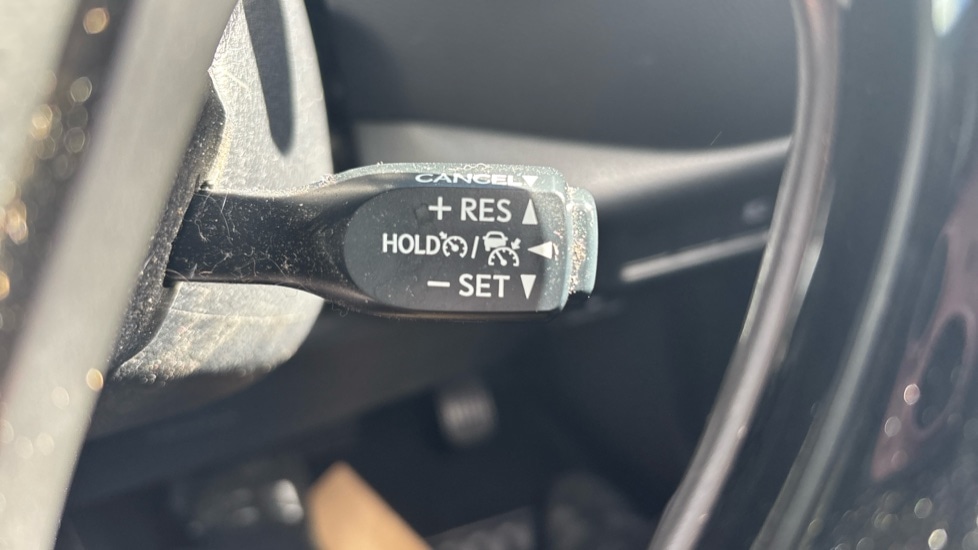 CANCEL
+ RES
HOLD /
− SET